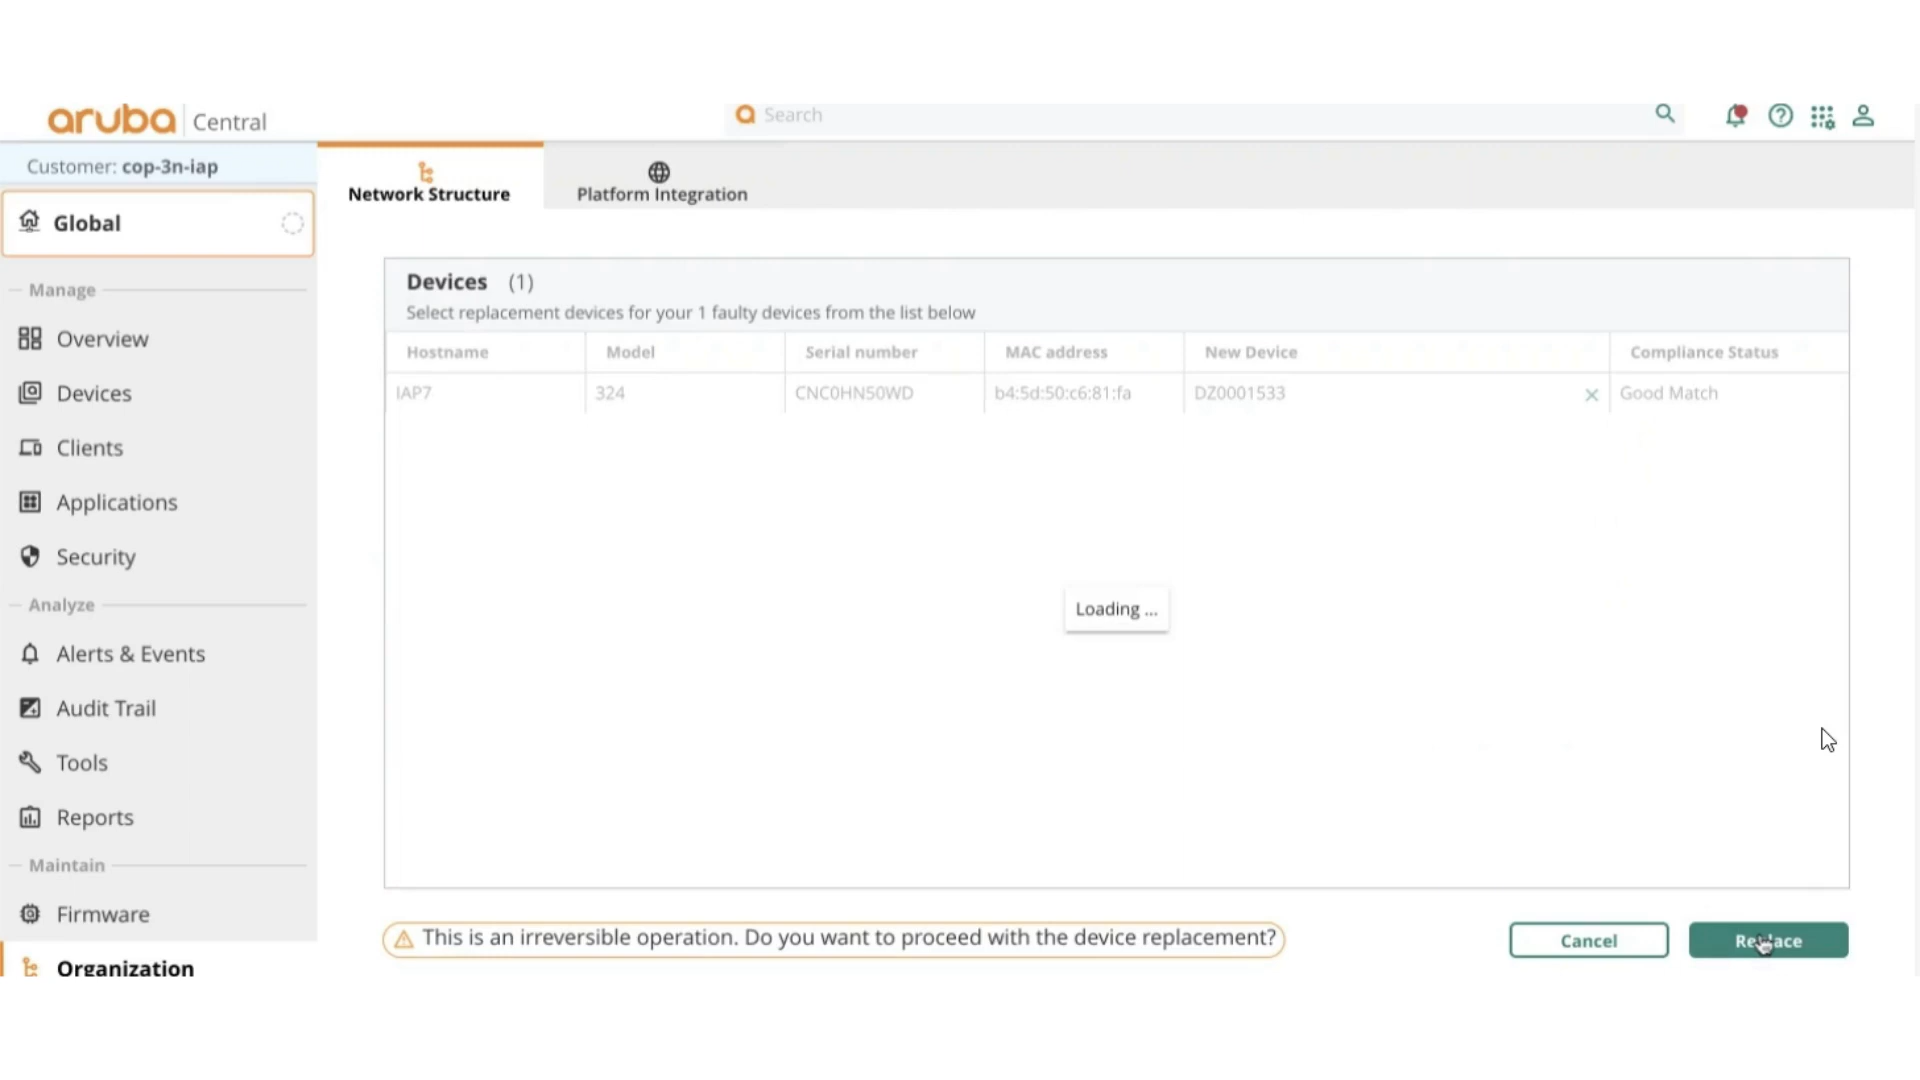 aruba Central
Search
Customer: cop-3n-iap
Network Structure
Platform Integration
Global
Manage
Overview
Devices
Clients
Applications
Security
Analyze
Alerts & Events
Audit Trail
Tools
Reports
Maintain
Firmware
Organization
Devices (1)
Select replacement devices for your 1 faulty devices from the list below
Hostname Model Serial number MAC address New Device Compliance Status
IAP7 324 CNC0HN50WD b4:5d:50:c6:81:fa DZ0001533 Good Match
Loading ...
This is an irreversible operation. Do you want to proceed with the device replacement?
Cancel
Replace